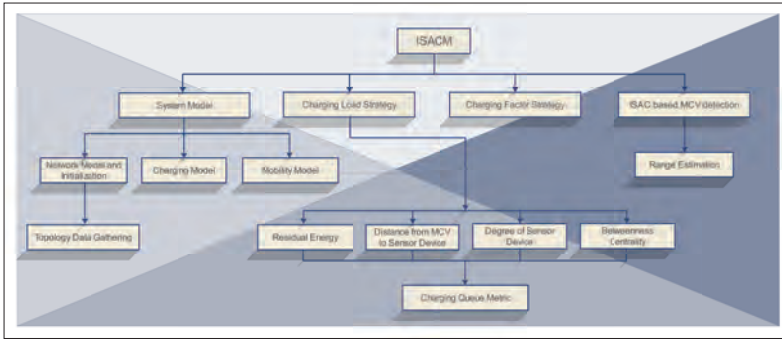 ISACM
System Model
Charging Load Strategy
Charging Factor Strategy
ISAC based MCV detection
Network Model and
Initialisation
Charging Model
Mobility Model
Range Estimation
Topology Data Gathering
Residual Energy
Distance from MCV
to Sensor Device
Degree of Sensor
Device
Betweenness
Centrality
Charging Queue Metric